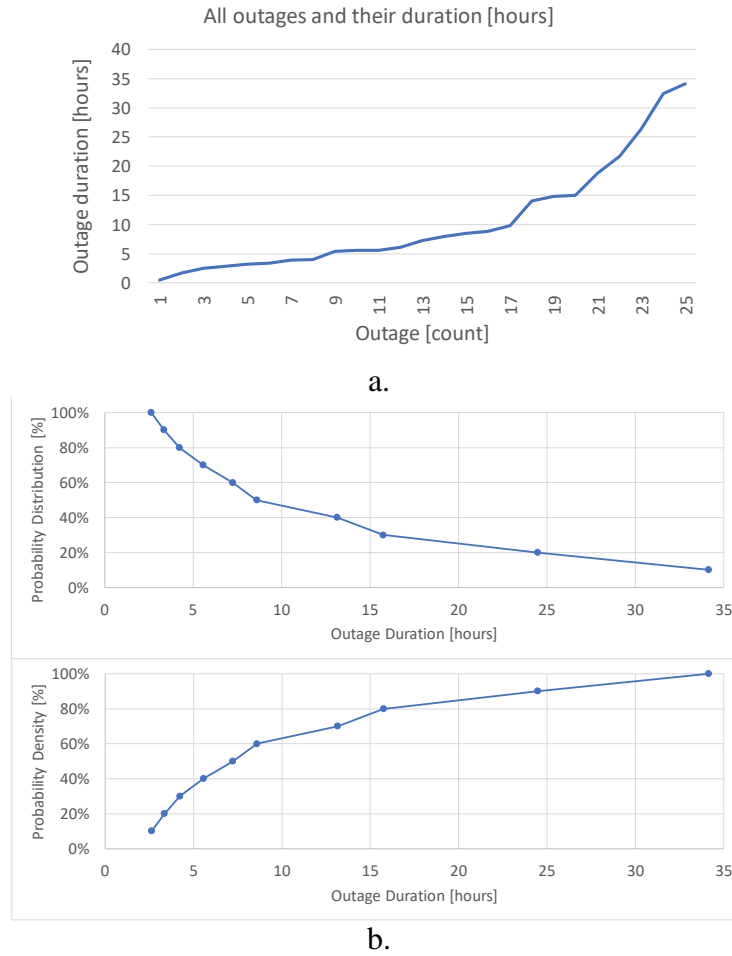 All outages and their duration [hours]
Outage duration [hours]
40
35
30
25
20
15
10
5
0
1 3 5 7 9 11 13 15 17 19 21 23 25
Outage [count]
a.
Probability Distribution [%]
100%
80%
60%
40%
20%
0%
0 5 10 15 20 25 30 35
Outage Duration [hours]
Probability Density [%]
100%
80%
60%
40%
20%
0%
0 5 10 15 20 25 30 35
Outage Duration [hours]
b.